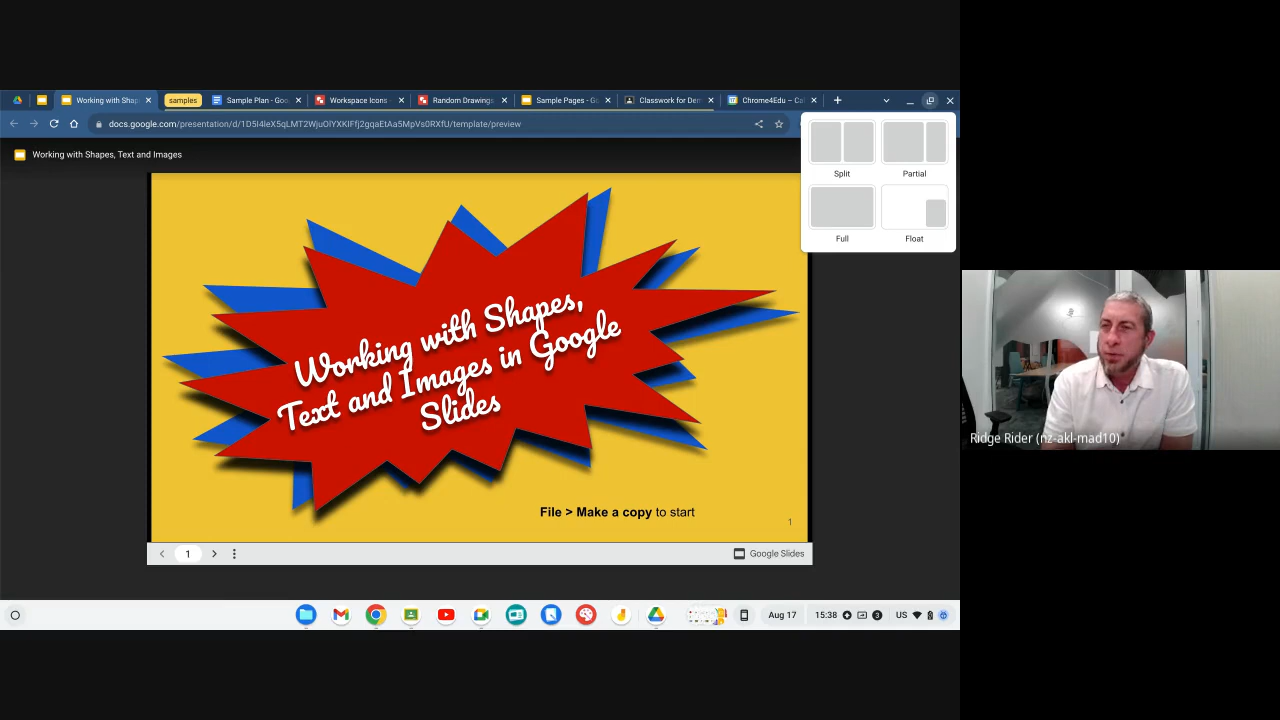 Working with Shap
samples
Sample Plan - Goo
Workspace Icons
Random Drawings
Sample Pages - Go
Classwork for Dem
Chrome4Edu – Cal
docs.google.com/presentation/d/
/template/preview
Working with Shapes, Text and Images
Split
Partial
Full
Float
Working with Shapes,
Text and Images in Google
Slides
File > Make a copy to start
1
1
Google Slides
Ridge Rider (nz-akl-mad10)
Aug 17
15:38
3
US